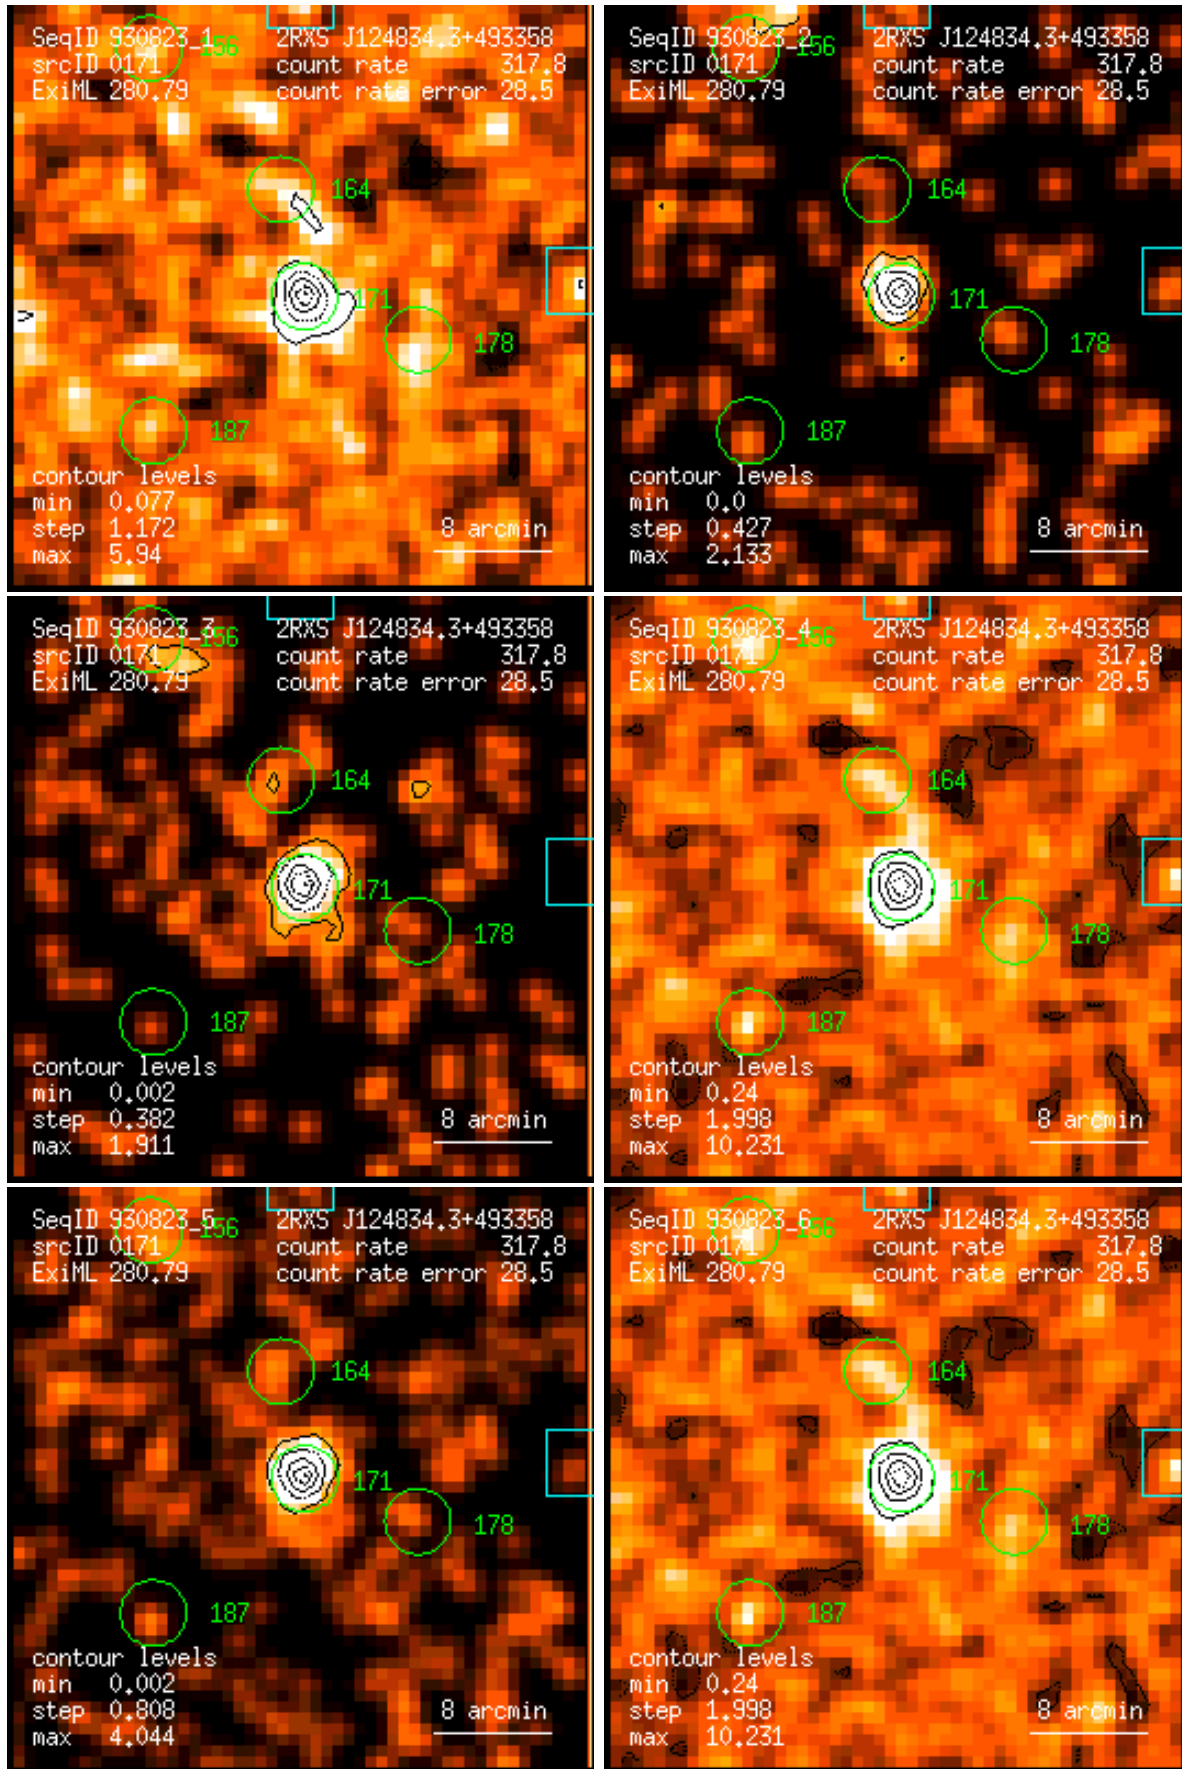 SeqID 930823_1 156 2RXS J124834.3+493358
srcID 0171 count rate 317.8
ExiML 280.79 count rate error 28.5
164
171
178
187
contour levels
min 0.077
step 1.172 8 arcmin
max 5.94
SeqID 930823_2 156 2RXS J124834.3+493358
srcID 0171 count rate 317.8
ExiML 280.79 count rate error 28.5
164
171
178
187
contour levels
min 0.0
step 0.427 8 arcmin
max 2.133
SeqID 930823_3 156 2RXS J124834.3+493358
srcID 0171 count rate 317.8
ExiML 280.79 count rate error 28.5
164
171
178
187
contour levels
min 0.002
step 0.382 8 arcmin
max 1.911
SeqID 930823_4 156 2RXS J124834.3+493358
srcID 0171 count rate 317.8
ExiML 280.79 count rate error 28.5
164
171
178
187
contour levels
min 0.24
step 1.998 8 arcmin
max 10.231
SeqID 930823_5 156 2RXS J124834.3+493358
srcID 0171 count rate 317.8
ExiML 280.79 count rate error 28.5
164
171
178
187
contour levels
min 0.002
step 0.808 8 arcmin
max 4.044
SeqID 930823_6 156 2RXS J124834.3+493358
srcID 0171 count rate 317.8
ExiML 280.79 count rate error 28.5
164
171
178
187
contour levels
min 0.24
step 1.998 8 arcmin
max 10.231